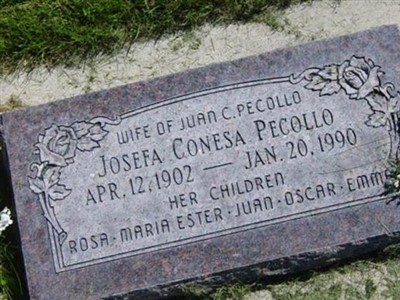 WIFE OF JUAN C. PECOLLO
JOSEFA CONESA PECOLLO
APR. 12. 1902 — JAN. 20. 1990
HER CHILDREN
ROSA · MARIA ESTER · JUAN · OSCAR · EMM